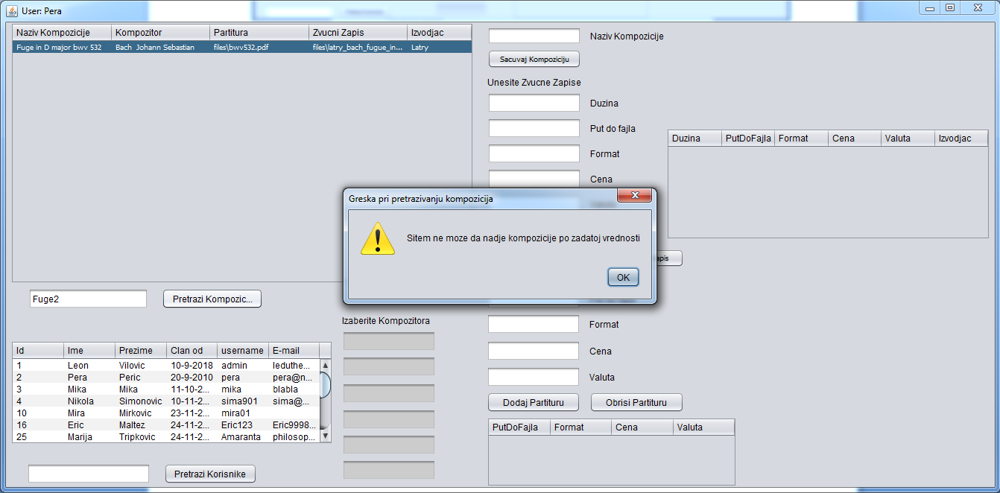 User: Pera
Naziv Kompozicije Kompozitor Partitura Zvucni Zapis Izvodjac
Fuge in D major bwv 532 Bach Johann Sebastian files\bwv532.pdf files\latry_bach_fugue_in... Latry
Naziv Kompozicije
Sacuvaj Kompoziciju
Unesite Zvucne Zapise
Duzina
Put do fajla
Format
Cena
Duzina PutDoFajla Format Cena Valuta Izvodjac
Greska pri pretrazivanju kompozicija
Sitem ne moze da nadje kompozicije po zadatoj vrednosti
OK
apis
Fuge2 Pretrazi Kompozic...
Izaberite Kompozitora
Format
Cena
Valuta
Dodaj Partituru Obrisi Partituru
PutDoFajla Format Cena Valuta
Id Ime Prezime Clan od username E-mail
1 Leon Vilovic 10-9-2018 admin leduthe...
2 Pera Peric 20-9-2010 pera pera@n...
3 Mika Mika 11-10-2... mika blabla
4 Nikola Simonovic 10-11-2... sima901 sima@...
10 Mira Mirkovic 23-11-2... mira01
16 Eric Maltez 24-11-2... Eric123 Eric9998...
25 Marija Tripkovic 24-11-2... Amaranta philosop...
Pretrazi Korisnike